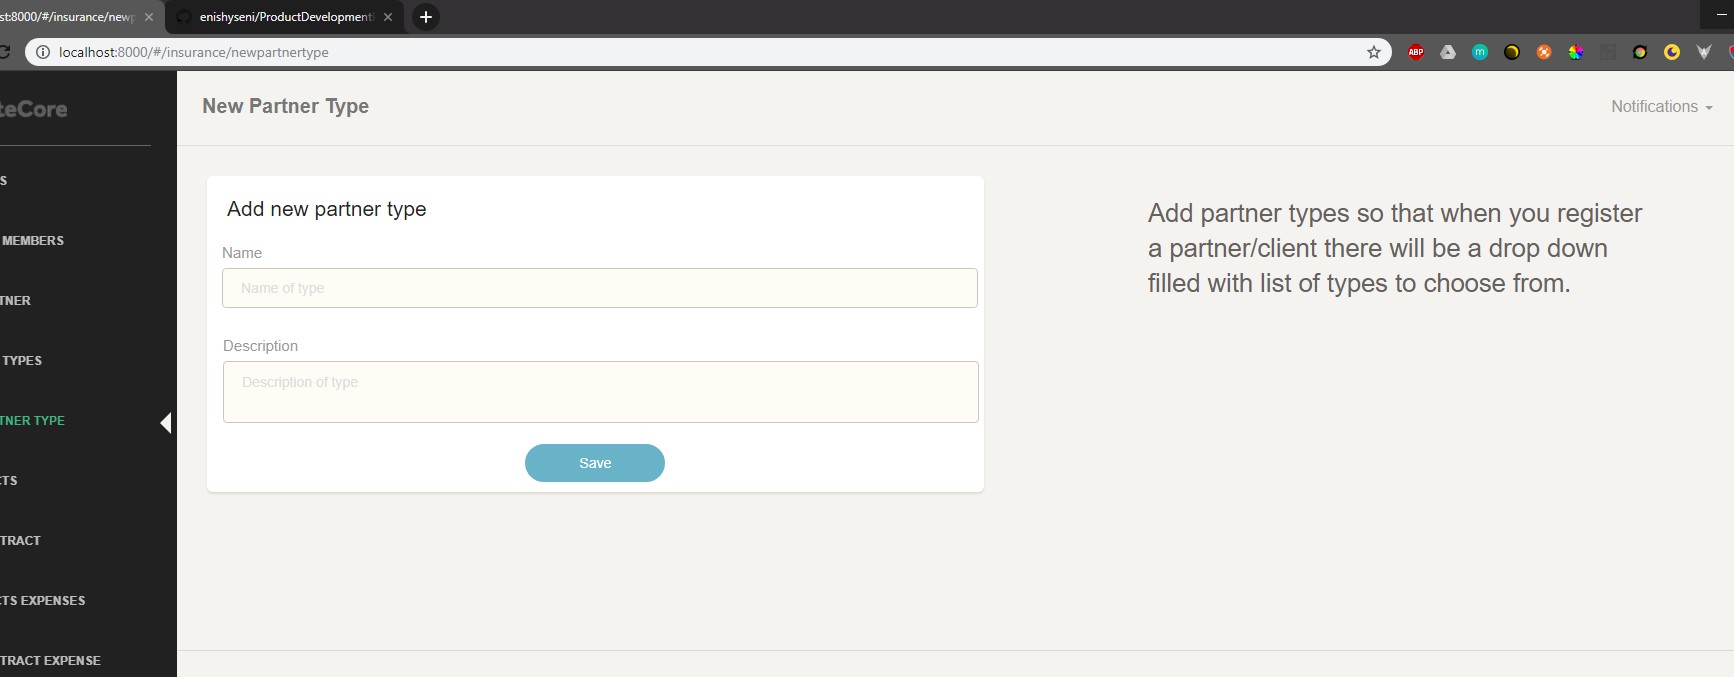 st:8000/#/insurance/newp
enishyseni/ProductDevelopment
localhost:8000/#/insurance/newpartnertype
ABP
m
teCore
New Partner Type
Notifications
S
MEMBERS
TNER
TYPES
TNER TYPE
CTS
TRACT
CTS EXPENSES
TRACT EXPENSE
Add new partner type
Name
Name of type
Description
Description of type
Save
Add partner types so that when you register
a partner/client there will be a drop down
filled with list of types to choose from.